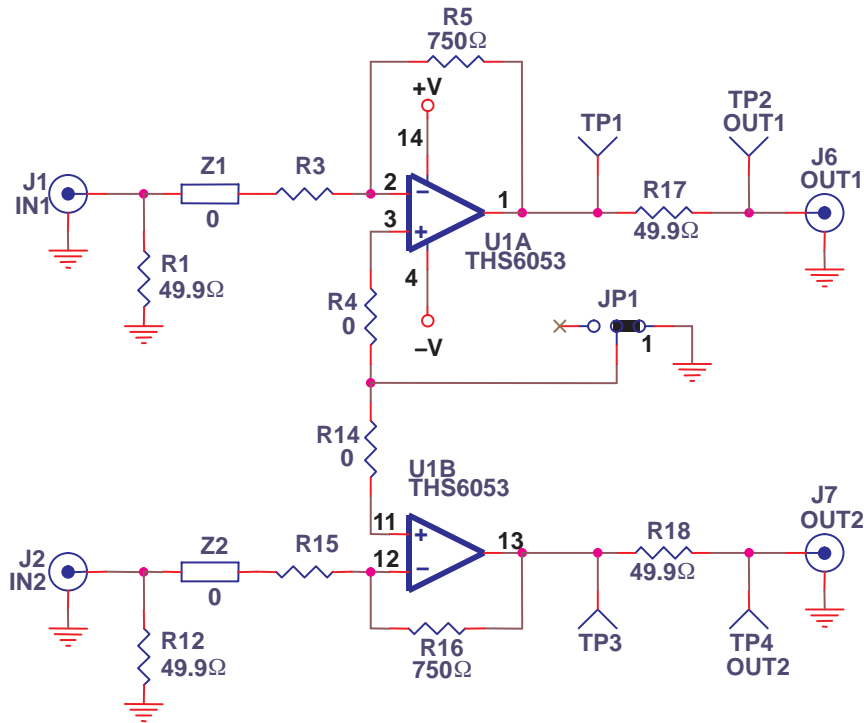 R5
750Ω
+V
14
TP1
TP2
OUT1
J1
IN1
Z1
0
R3
2
3
1
R17
49.9Ω
J6
OUT1
R1
49.9Ω
U1A
THS6053
4
R4
0
–V
JP1
1
R14
0
U1B
THS6053
11
12
13
J2
IN2
Z2
0
R15
R18
49.9Ω
J7
OUT2
R12
49.9Ω
R16
750Ω
TP3
TP4
OUT2